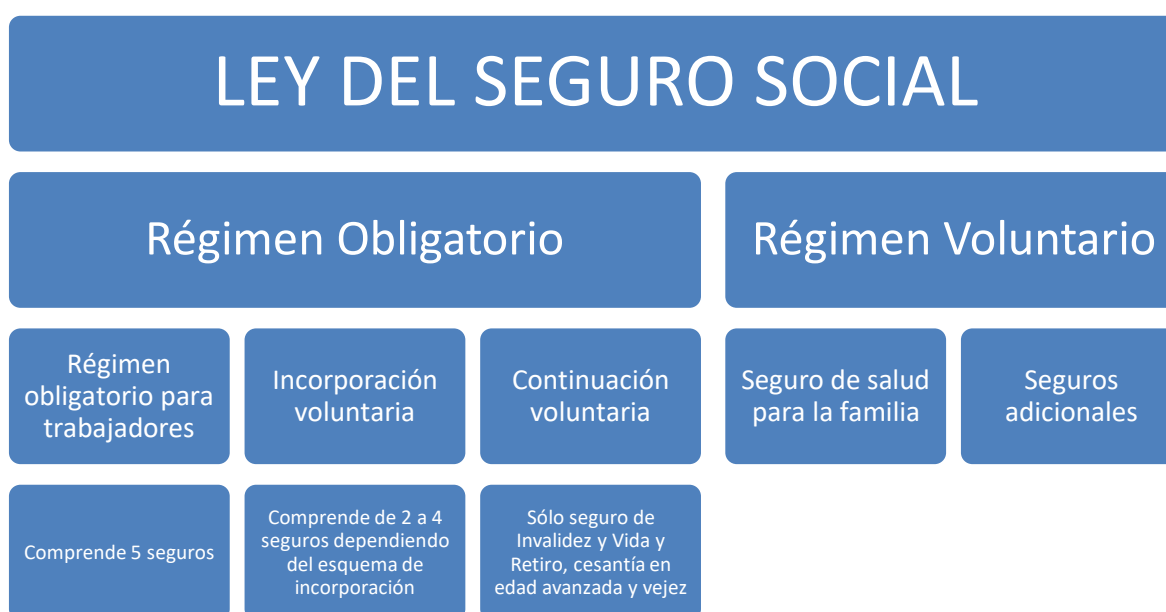 LEY DEL SEGURO SOCIAL
Régimen Obligatorio
Régimen Voluntario
Régimen
obligatorio para
trabajadores
Incorporación
voluntaria
Continuación
voluntaria
Seguro de salud
para la familia
Seguros
adicionales
Comprende 5 seguros
Comprende de 2 a 4
seguros dependiendo
del esquema de
incorporación
Sólo seguro de
Invalidez y Vida y
Retiro, cesantía en
edad avanzada y vejez